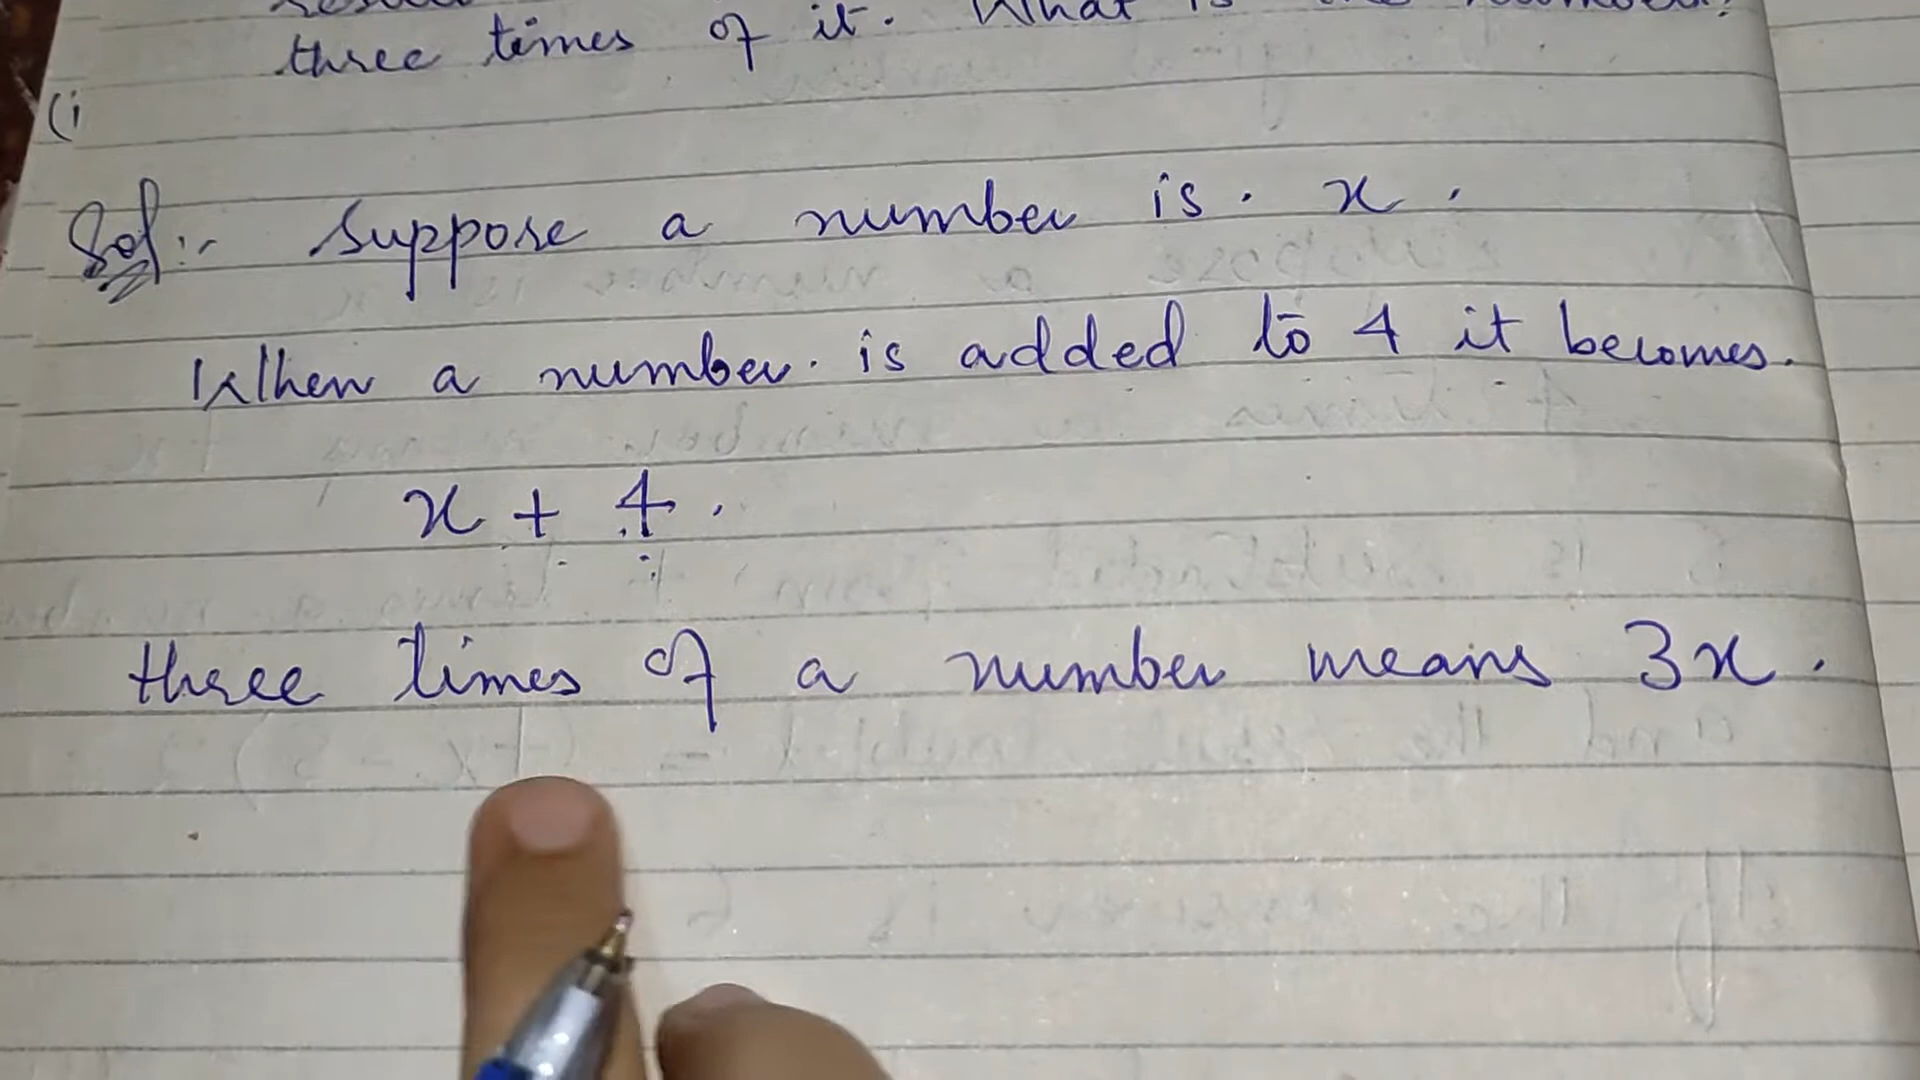 three times of it. What
(i
Sol:- Suppose a number is. x.
When a number. is added to 4 it becomes.
x + 4.
three times of a number means 3x.